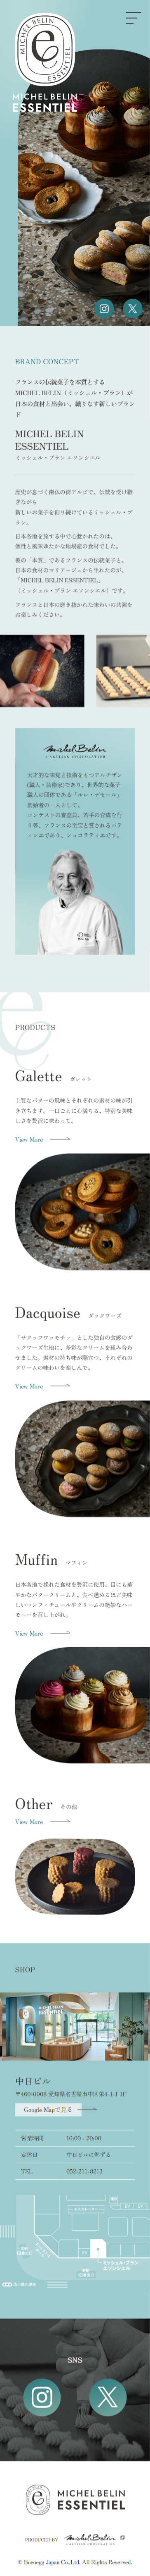 MICHEL BELIN
ESSENTIEL
MICHEL BELIN
ESSENTIEL
BRAND CONCEPT
フランスの伝統菓子を本質とする
MICHEL BELIN（ミッシェル・ブラン）が
日本の食材と出会い、織りなす新しいブラン
ド
MICHEL BELIN
ESSENTIEL
ミッシェル・ブラン エソンシエル
歴史が息づく南仏の街アルビで、伝統を受け継
ぎながら
新しいお菓子を創り続けているミッシェル・ブ
ラン。
日本各地を旅する中で心惹かれたのは、
個性と風味ゆたかな各地産の食材でした。
彼の「本質」であるフランスの伝統菓子と、
日本の食材のマリアージュから生れたのが、
「MICHEL BELIN ESSENTIEL」
（ミッシェル・ブラン エソンシエル）です。
フランスと日本の磨き抜かれた味わいの共演を
お楽しみください。
Michel Belin
L'ARTISAN CHOCOLATIER
天才的な味覚と技術をもつアルチザン
(職人・芸術家)であり、世界的な菓子
職人の団体である「ルレ・デセール」
創始者の一人として、
コンテストの審査員、若手の育成を行
う等、フランスの至宝と賞されるパテ
ィシエであり、ショコラティエです。
PRODUCTS
Galette ガレット
上質なバターの風味とそれぞれの素材の味が引
き立ちます。一口ごとに心満ちる、特別な美味
しさを贅沢に味わって。
View More
Dacquoise ダックワーズ
「サクッフワッモチッ」とした独自の食感のダ
ックワーズ生地に、多彩なクリームを組み合わ
せました。素材の持ち味が際立つ、それぞれの
クリームの味わいを楽しんで。
View More
Muffin マフィン
日本各地で採れた食材を贅沢に使用。目にも華
やかなバタークリームと、食べ進めるほど美味
しいコンフィチュールやクリームの絶妙なハー
モニーを召し上がれ。
View More
Other その他
View More
SHOP
中日ビル
〒460-0008 愛知県名古屋市中区栄4-1-1 1F
Google Mapで見る
営業時間 10:00 - 20:00
定休日 中日ビルに準ずる
TEL 052-211-8213
ミッシェル・ブラン
エソンシエル
SNS
MICHEL BELIN
ESSENTIEL
PRODUCED BY Michel Belin
© Boecegg Japan Co.,Ltd. All Rights Reserved.